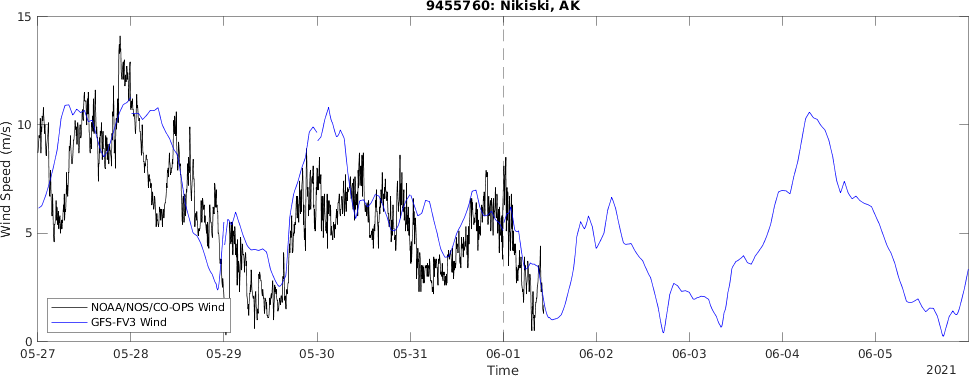 9455760: Nikiski, AK
Wind Speed (m/s)
15
10
5
0
NOAA/NOS/CO-OPS Wind
GFS-FV3 Wind
05-27 05-28 05-29 05-30 05-31 06-01 06-02 06-03 06-04 06-05
Time
2021